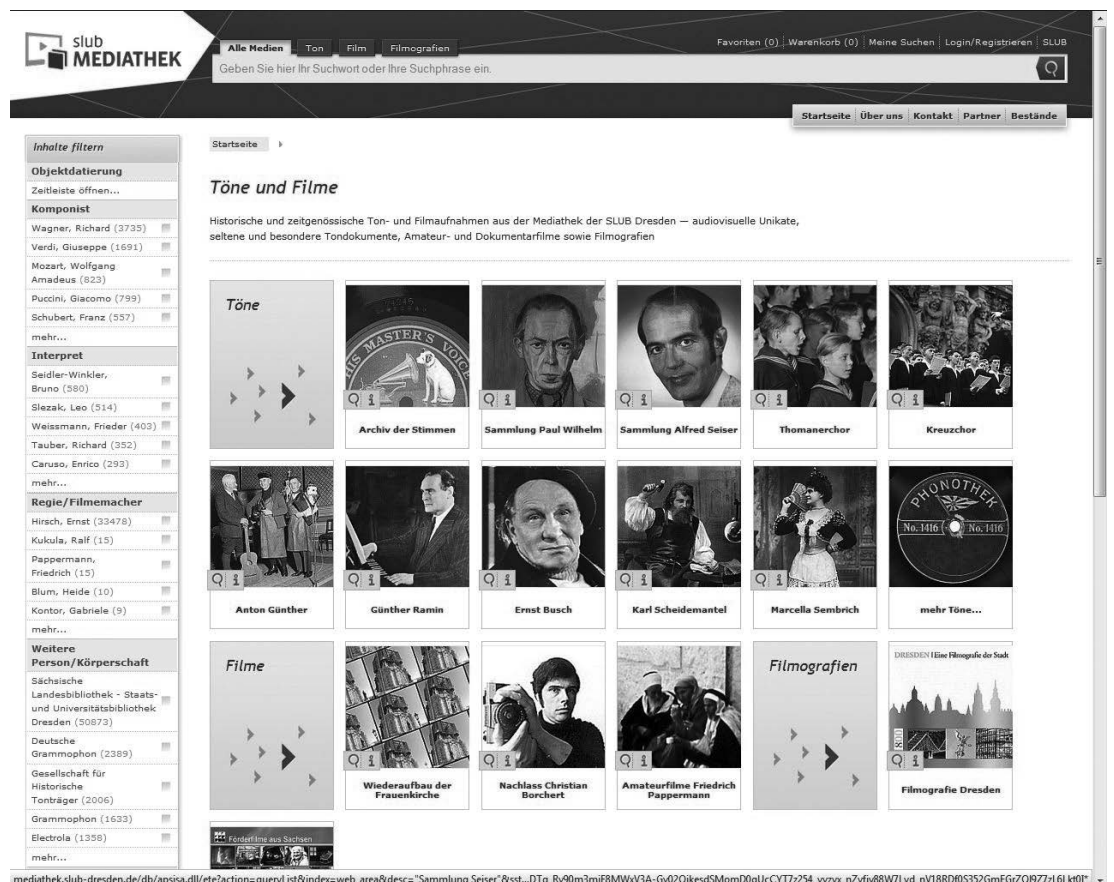 slub
MEDIATHEK
Alle Medien Ton Film Filmografien
Favoriten (0) Warenkorb (0) Meine Suchen Login/Registrieren SLUB
Geben Sie hier Ihr Suchwort oder Ihre Suchphrase ein.
Startseite Über uns Kontakt Partner Bestände
Inhalte filtern
Objektdatierung
Zeitleiste öffnen...
Komponist
Wagner, Richard (3735)
Verdi, Giuseppe (1691)
Mozart, Wolfgang
Amadeus (823)
Puccini, Giacomo (799)
Schubert, Franz (557)
mehr...
Interpret
Seidler-Winkler,
Bruno (580)
Slezak, Leo (514)
Weissmann, Frieder (403)
Tauber, Richard (352)
Caruso, Enrico (293)
mehr...
Regie/Filmemacher
Hirsch, Ernst (33478)
Kukula, Ralf (15)
Pappermann,
Friedrich (15)
Blum, Heide (10)
Kontor, Gabriele (9)
mehr...
Weitere
Person/Körperschaft
Sächsische
Landesbibliothek - Staats-
und Universitätsbibliothek
Dresden (50873)
Deutsche
Grammophon (2389)
Gesellschaft für
Historische
Tonträger (2006)
Grammophon (1633)
Electrola (1358)
mehr...
Startseite
Töne und Filme
Historische und zeitgenössische Ton- und Filmaufnahmen aus der Mediathek der SLUB Dresden — audiovisuelle Unikate,
seltene und besondere Tondokumente, Amateur- und Dokumentarfilme sowie Filmografien
Töne
HIS MASTER'S VOICE
Archiv der Stimmen
Sammlung Paul Wilhelm
Sammlung Alfred Seiser
Thomanerchor
Kreuzchor
Anton Günther
Günther Ramin
Ernst Busch
Karl Scheidemantel
Marcella Sembrich
PHONOTHEK
No. 1416 No. 1416
mehr Töne...
Filme
Wiederaufbau der
Frauenkirche
Nachlass Christian
Borchert
Amateurfilme Friedrich
Pappermann
Filmografien
DRESDEN | Eine Filmografie der Stadt
800
Filmografie Dresden
Förderfilme aus Sachsen